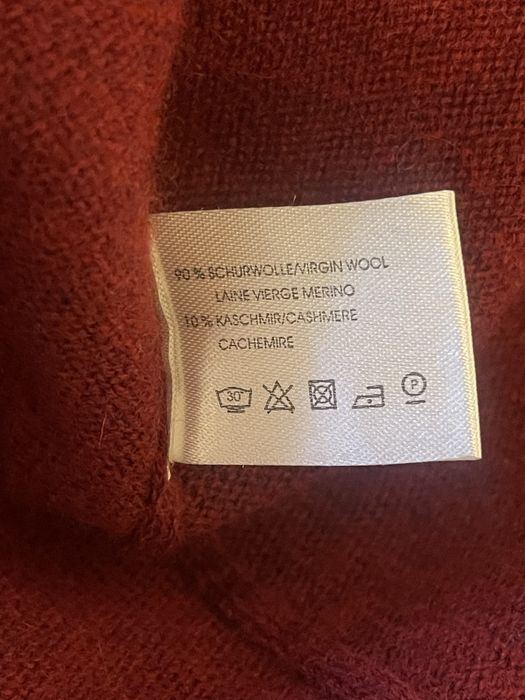 90 % SCHURWOLLE/VIRGIN WOOL
LAINE VIERGE MERINO
10 % KASCHMIR/CASHMERE
CACHEMIRE
30° P